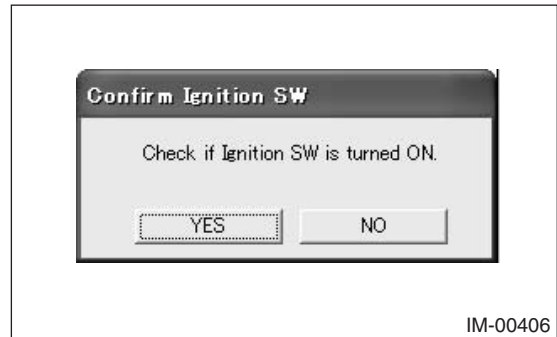 Confirm Ignition SW
Check if Ignition SW is turned ON.
YES
NO
IM-00406